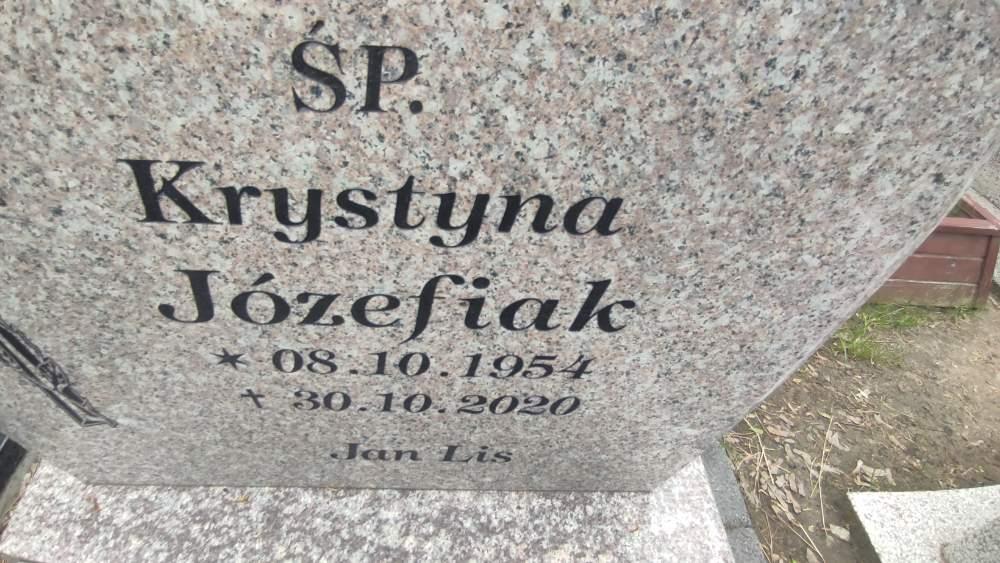 ŚP.
Krystyna
Józefiak
* 08.10.1954
† 30.10.2020
Jan Lis